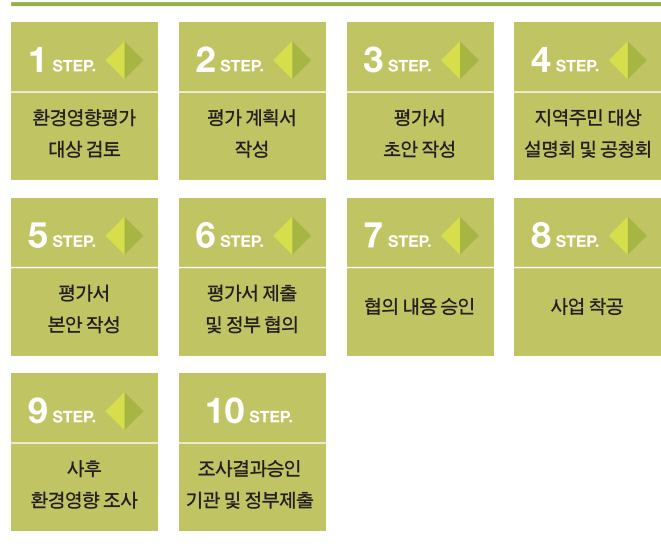 1 STEP.
환경영향평가
대상 검토
2 STEP.
평가 계획서
작성
3 STEP.
평가서
초안 작성
4 STEP.
지역주민 대상
설명회 및 공청회
5 STEP.
평가서
본안 작성
6 STEP.
평가서 제출
및 정부 협의
7 STEP.
협의 내용 승인
8 STEP.
사업 착공
9 STEP.
사후
환경영향 조사
10 STEP.
조사결과승인
기관 및 정부제출